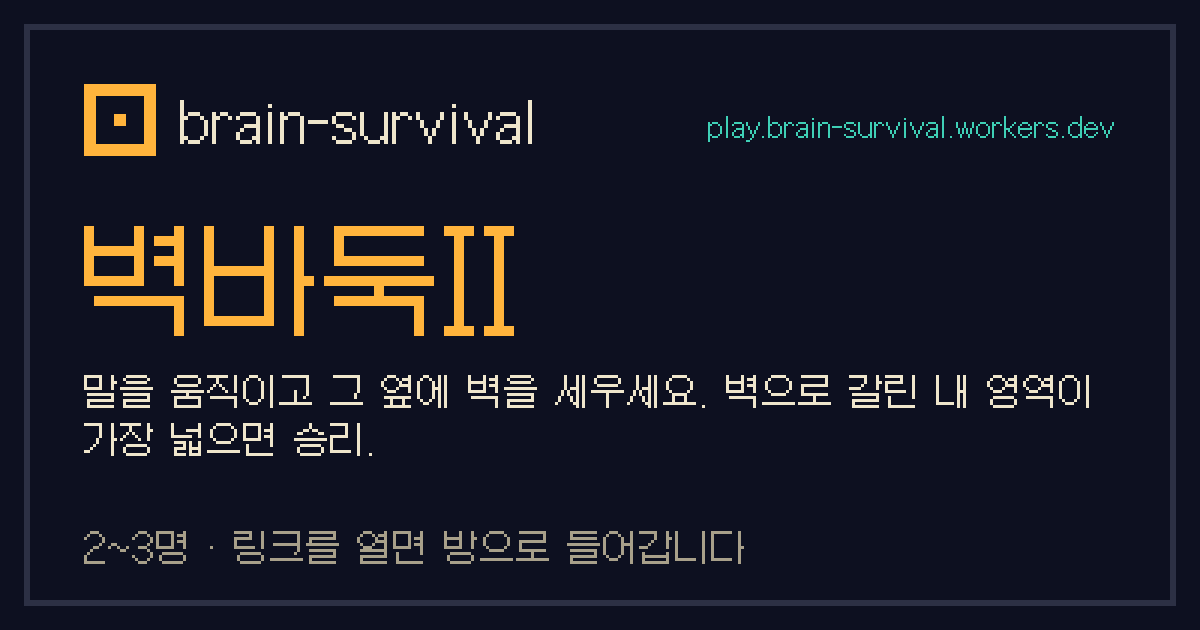 brain-survival
play.brain-survival.workers.dev
벽바둑II
말을 움직이고 그 옆에 벽을 세우세요. 벽으로 갈린 내 영역이
가장 넓으면 승리.
2~3명 · 링크를 열면 방으로 들어갑니다